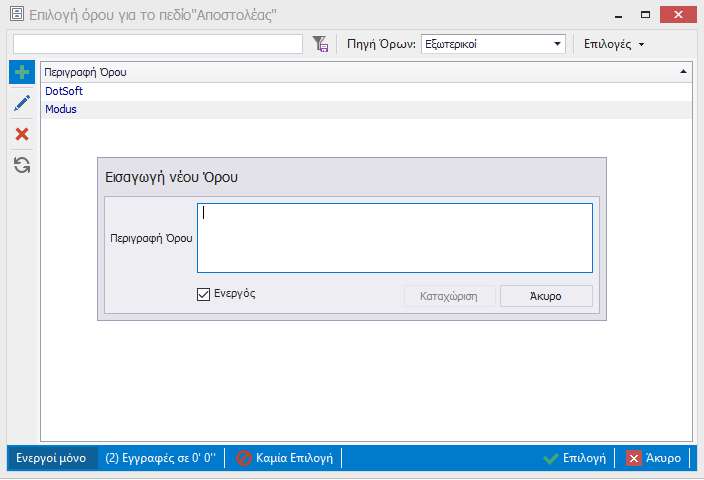 Επιλογή όρου για το πεδίο"Αποστολέας"
Πηγή Όρων: Εξωτερικοί Επιλογές
Περιγραφή Όρου
DotSoft
Modus
Εισαγωγή νέου Όρου
Περιγραφή Όρου
Ενεργός Καταχώριση Άκυρο
Ενεργοί μόνο (2) Εγγραφές σε 0' 0'' Καμία Επιλογή Επιλογή Άκυρο